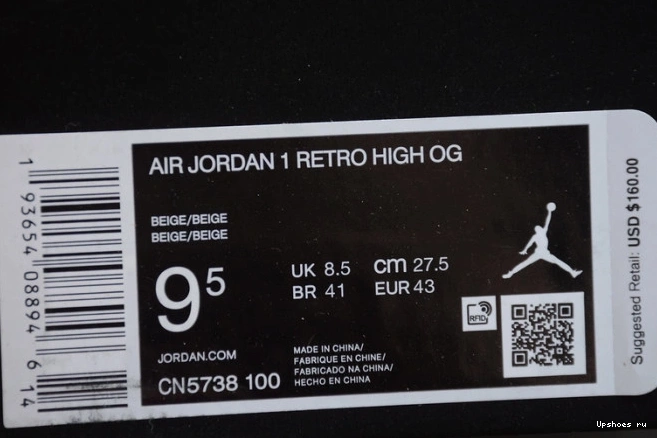 AIR JORDAN 1 RETRO HIGH OG
BEIGE/BEIGE
BEIGE/BEIGE
9 5
UK 8.5 cm 27.5
BR 41 EUR 43
JORDAN.COM
CN5738 100
MADE IN CHINA/
FABRIQUE EN CHINE/
FABRICADO NA CHINA/
HECHO EN CHINA
RFID
1 93654 08894 6 14
Suggested Retail: USD $160.00
Upshoes ru